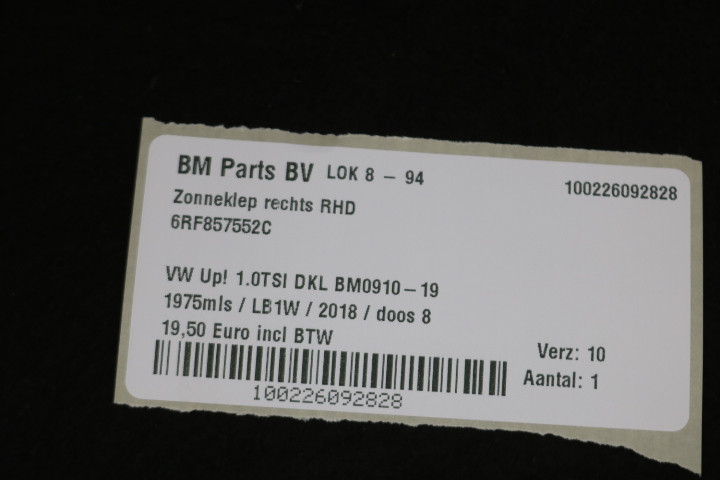 BM Parts BV LOK 8 - 94 100226092828
Zonneklep rechts RHD
6RF857552C
VW Up! 1.0TSI DKL BM0910-19
1975mls / LB1W / 2018 / doos 8
19,50 Euro incl BTW
Verz: 10
Aantal: 1
100226092828